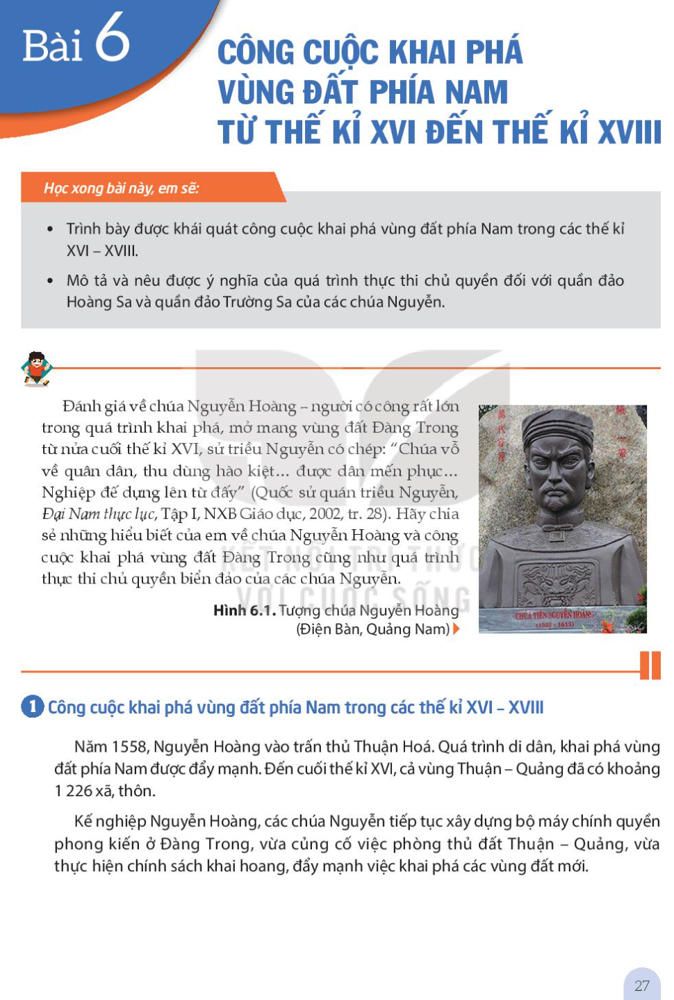 Bài 6
CÔNG CUỘC KHAI PHÁ
VÙNG ĐẤT PHÍA NAM
TỪ THẾ KỈ XVI ĐẾN THẾ KỈ XVIII
Học xong bài này, em sẽ:
• Trình bày được khái quát công cuộc khai phá vùng đất phía Nam trong các thế kỉ
XVI – XVIII.
• Mô tả và nêu được ý nghĩa của quá trình thực thi chủ quyền đối với quần đảo
Hoàng Sa và quần đảo Trường Sa của các chúa Nguyễn.
Đánh giá về chúa Nguyễn Hoàng – người có công rất lớn
trong quá trình khai phá, mở mang vùng đất Đàng Trong
từ nửa cuối thế kỉ XVI, sử triều Nguyễn có chép: “Chúa vỗ
về quân dân, thu dùng hào kiệt... được dân mến phục...
Nghiệp đế dựng lên từ đấy” (Quốc sử quán triều Nguyễn,
Đại Nam thực lục, Tập I, NXB Giáo dục, 2002, tr. 28). Hãy chia
sẻ những hiểu biết của em về chúa Nguyễn Hoàng và công
cuộc khai phá vùng đất Đàng Trong cũng như quá trình
thực thi chủ quyền biển đảo của các chúa Nguyễn.
KẾT NỐI TRI THỨC
VỚI CUỘC SỐNG
Hình 6.1. Tượng chúa Nguyễn Hoàng
(Điện Bàn, Quảng Nam)
CHÚA TIÊN NGUYỄN HOÀNG
(1525 - 1613)
1 Công cuộc khai phá vùng đất phía Nam trong các thế kỉ XVI – XVIII
Năm 1558, Nguyễn Hoàng vào trấn thủ Thuận Hoá. Quá trình di dân, khai phá vùng
đất phía Nam được đẩy mạnh. Đến cuối thế kỉ XVI, cả vùng Thuận – Quảng đã có khoảng
1 226 xã, thôn.
Kế nghiệp Nguyễn Hoàng, các chúa Nguyễn tiếp tục xây dựng bộ máy chính quyền
phong kiến ở Đàng Trong, vừa củng cố việc phòng thủ đất Thuận – Quảng, vừa
thực hiện chính sách khai hoang, đẩy mạnh việc khai phá các vùng đất mới.
27